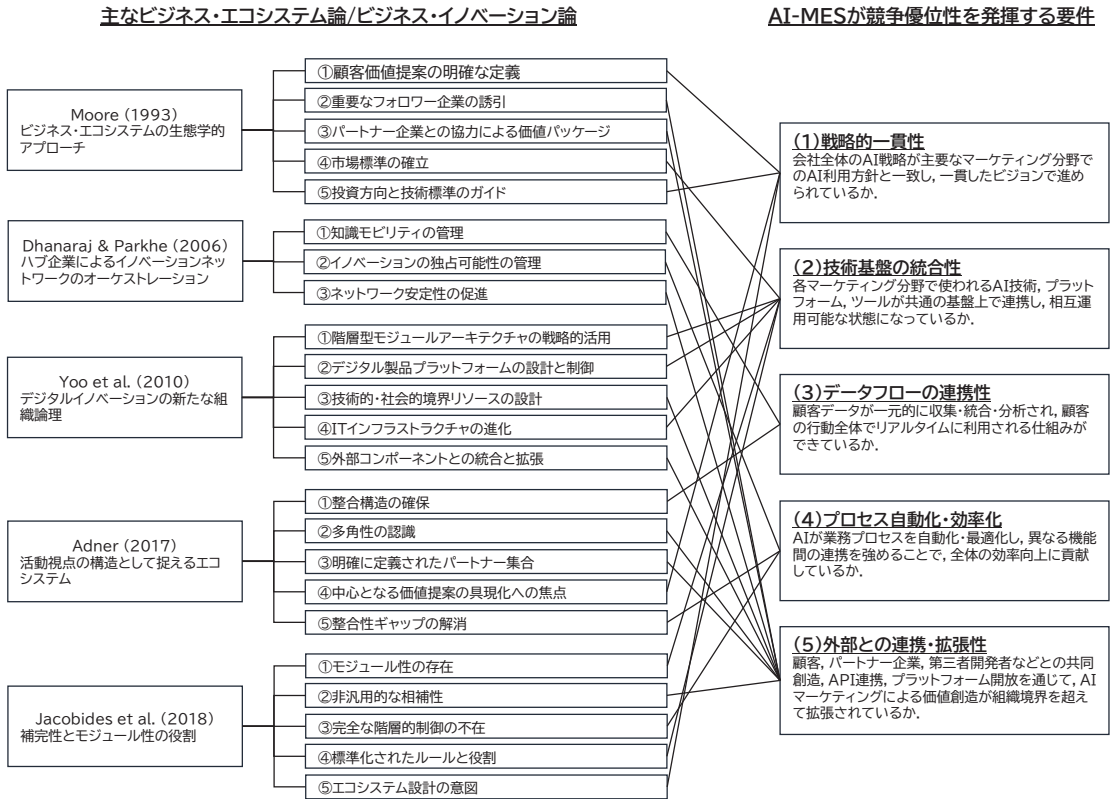 主なビジネス・エコシステム論/ビジネス・イノベーション論
AI-MESが競争優位性を発揮する要件
Moore (1993)
ビジネス・エコシステムの生態学的
アプローチ
①顧客価値提案の明確な定義
②重要なフォロワー企業の誘引
③パートナー企業との協力による価値パッケージ
④市場標準の確立
⑤投資方向と技術標準のガイド
Dhanaraj & Parkhe (2006)
ハブ企業によるイノベーションネッ
トワークのオーケストレーション
①知識モビリティの管理
②イノベーションの独占可能性の管理
③ネットワーク安定性の促進
Yoo et al. (2010)
デジタルイノベーションの新たな組
織論理
①階層型モジュールアーキテクチャの戦略的活用
②デジタル製品プラットフォームの設計と制御
③技術的・社会的境界リソースの設計
④ITインフラストラクチャの進化
⑤外部コンポーネントとの統合と拡張
Adner (2017)
活動視点の構造として捉えるエコ
システム
①整合構造の確保
②多角性の認識
③明確に定義されたパートナー集合
④中心となる価値提案の具現化への焦点
⑤整合性ギャップの解消
Jacobides et al. (2018)
補完性とモジュール性の役割
①モジュール性の存在
②非汎用的な相補性
③完全な階層的制御の不在
④標準化されたルールと役割
⑤エコシステム設計の意図
(1)戦略的一貫性
会社全体のAI戦略が主要なマーケティング分野で
のAI利用方針と一致し, 一貫したビジョンで進め
られているか.
(2)技術基盤の統合性
各マーケティング分野で使われるAI技術, プラット
フォーム, ツールが共通の基盤上で連携し, 相互運
用可能な状態になっているか.
(3)データフローの連携性
顧客データが一元的に収集・統合・分析され, 顧客
の行動全体でリアルタイムに利用される仕組みが
できているか.
(4)プロセス自動化・効率化
AIが業務プロセスを自動化・最適化し, 異なる機能
間の連携を強めることで, 全体の効率向上に貢献
しているか.
(5)外部との連携・拡張性
顧客, パートナー企業, 第三者開発者などとの共同
創造, API連携, プラットフォーム開放を通じて, AI
マーケティングによる価値創造が組織境界を超え
て拡張されているか.